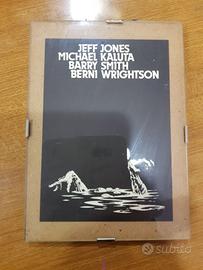 JEFF JONES
MICHAEL KALUTA
BARRY SMITH
BERNI WRIGHTSON
subito